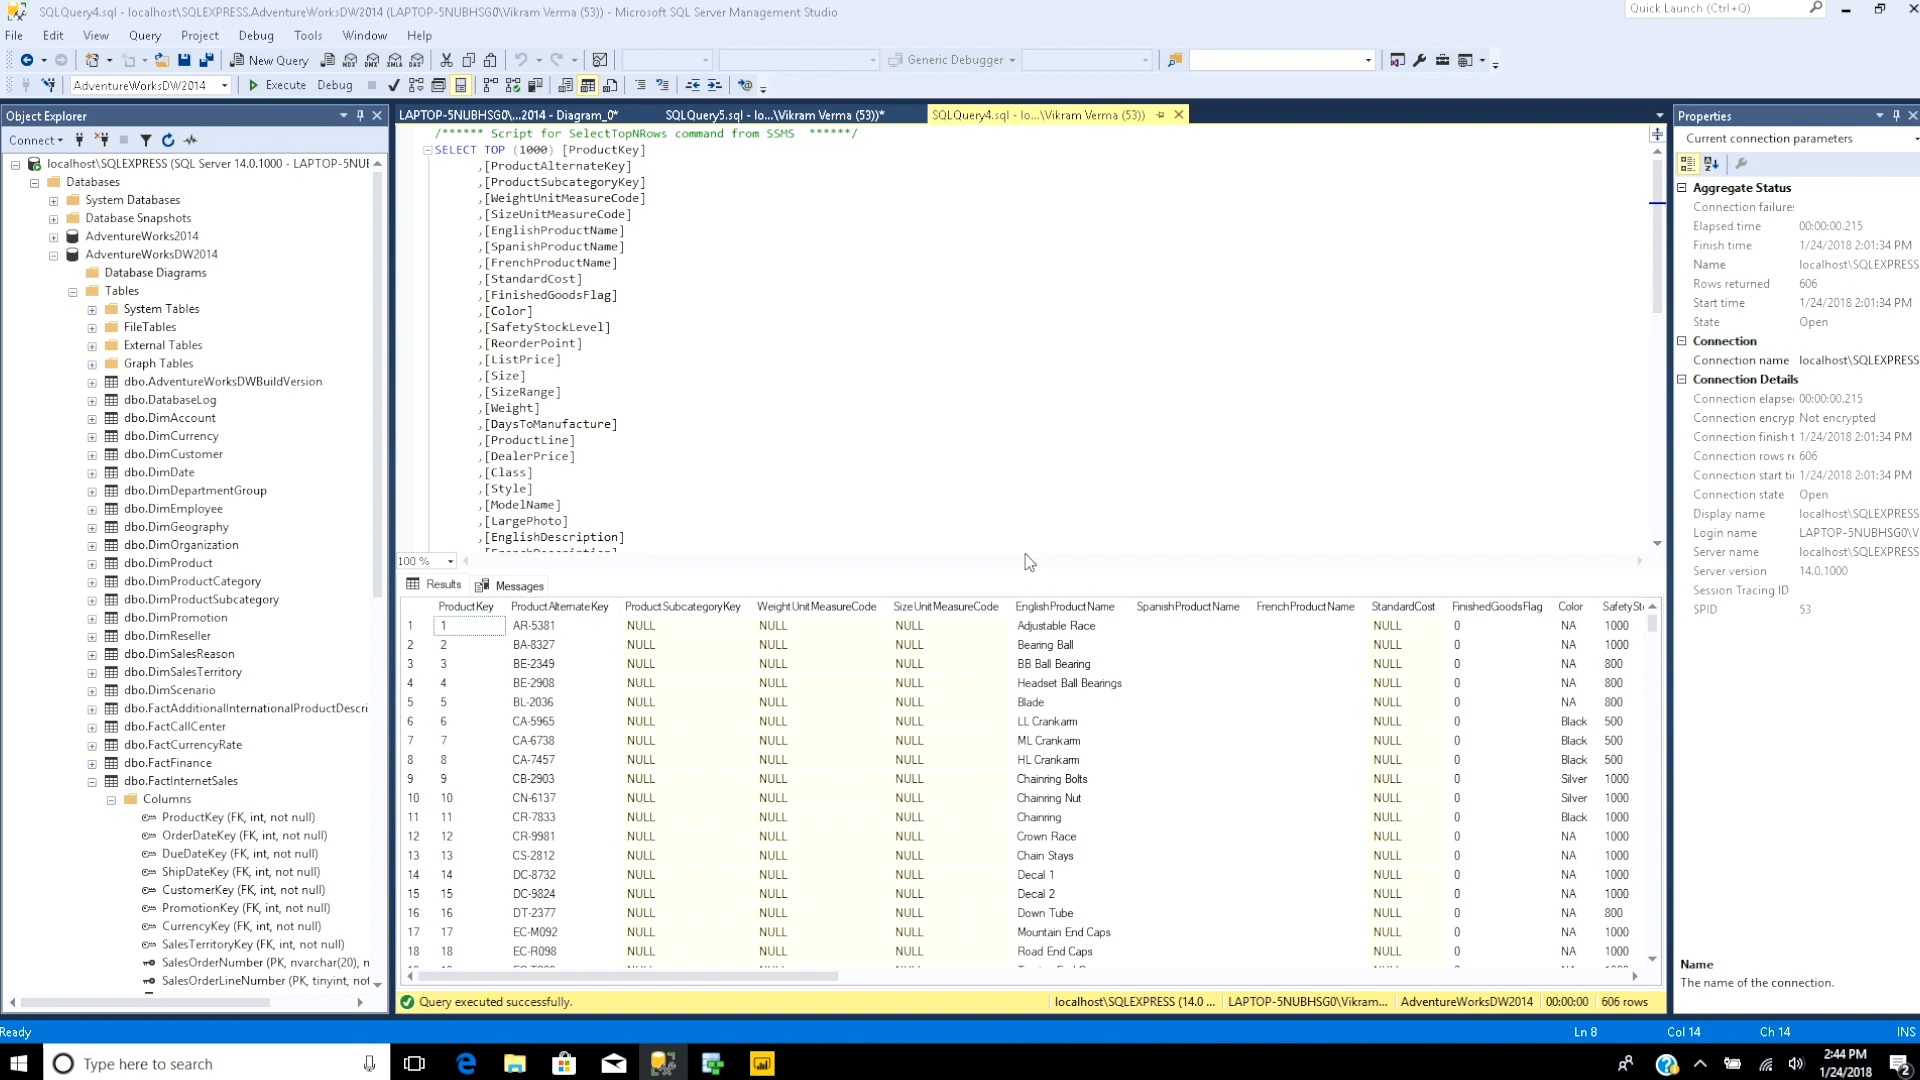 SQLQuery4.sql - localhost\SQLEXPRESS.AdventureWorksDW2014 (LAPTOP-5NUBHSG0\Vikram Verma (53)) - Microsoft SQL Server Management Studio
Quick Launch (Ctrl+Q)
File Edit View Query Project Debug Tools Window Help
New Query
Generic Debugger
AdventureWorksDW2014
Execute Debug
Object Explorer
LAPTOP-5NUBHSG0\...2014 - Diagram_0*
SQLQuery5.sql - lo...\Vikram Verma (53))*
SQLQuery4.sql - lo...\Vikram Verma (53))
Properties
Connect
Current connection parameters
localhost\SQLEXPRESS (SQL Server 14.0.1000 - LAPTOP-5NU
Databases
System Databases
Database Snapshots
AdventureWorks2014
AdventureWorksDW2014
Database Diagrams
Tables
System Tables
FileTables
External Tables
Graph Tables
dbo.AdventureWorksDWBuildVersion
dbo.DatabaseLog
dbo.DimAccount
dbo.DimCurrency
dbo.DimCustomer
dbo.DimDate
dbo.DimDepartmentGroup
dbo.DimEmployee
dbo.DimGeography
dbo.DimOrganization
dbo.DimProduct
dbo.DimProductCategory
dbo.DimProductSubcategory
dbo.DimPromotion
dbo.DimReseller
dbo.DimSalesReason
dbo.DimSalesTerritory
dbo.DimScenario
dbo.FactAdditionalInternationalProductDescri
dbo.FactCallCenter
dbo.FactCurrencyRate
dbo.FactFinance
dbo.FactInternetSales
Columns
ProductKey (FK, int, not null)
OrderDateKey (FK, int, not null)
DueDateKey (FK, int, not null)
ShipDateKey (FK, int, not null)
CustomerKey (FK, int, not null)
PromotionKey (FK, int, not null)
CurrencyKey (FK, int, not null)
SalesTerritoryKey (FK, int, not null)
SalesOrderNumber (PK, nvarchar(20), n
SalesOrderLineNumber (PK, tinyint, not
/****** Script for SelectTopNRows command from SSMS ******/
SELECT TOP (1000) [ProductKey]
,[ProductAlternateKey]
,[ProductSubcategoryKey]
,[WeightUnitMeasureCode]
,[SizeUnitMeasureCode]
,[EnglishProductName]
,[SpanishProductName]
,[FrenchProductName]
,[StandardCost]
,[FinishedGoodsFlag]
,[Color]
,[SafetyStockLevel]
,[ReorderPoint]
,[ListPrice]
,[Size]
,[SizeRange]
,[Weight]
,[DaysToManufacture]
,[ProductLine]
,[DealerPrice]
,[Class]
,[Style]
,[ModelName]
,[LargePhoto]
,[EnglishDescription]
100 %
Results Messages
ProductKey ProductAlternateKey ProductSubcategoryKey WeightUnitMeasureCode SizeUnitMeasureCode EnglishProductName SpanishProductName FrenchProductName StandardCost FinishedGoodsFlag Color SafetySt
1 1 AR-5381 NULL NULL NULL Adjustable Race NULL 0 NA 1000
2 2 BA-8327 NULL NULL NULL Bearing Ball NULL 0 NA 1000
3 3 BE-2349 NULL NULL NULL BB Ball Bearing NULL 0 NA 800
4 4 BE-2908 NULL NULL NULL Headset Ball Bearings NULL 0 NA 800
5 5 BL-2036 NULL NULL NULL Blade NULL 0 NA 800
6 6 CA-5965 NULL NULL NULL LL Crankarm NULL 0 Black 500
7 7 CA-6738 NULL NULL NULL ML Crankarm NULL 0 Black 500
8 8 CA-7457 NULL NULL NULL HL Crankarm NULL 0 Black 500
9 9 CB-2903 NULL NULL NULL Chainring Bolts NULL 0 Silver 1000
10 10 CN-6137 NULL NULL NULL Chainring Nut NULL 0 Silver 1000
11 11 CR-7833 NULL NULL NULL Chainring NULL 0 Black 1000
12 12 CR-9981 NULL NULL NULL Crown Race NULL 0 NA 1000
13 13 CS-2812 NULL NULL NULL Chain Stays NULL 0 NA 1000
14 14 DC-8732 NULL NULL NULL Decal 1 NULL 0 NA 1000
15 15 DC-9824 NULL NULL NULL Decal 2 NULL 0 NA 1000
16 16 DT-2377 NULL NULL NULL Down Tube NULL 0 NA 800
17 17 EC-M092 NULL NULL NULL Mountain End Caps NULL 0 NA 1000
18 18 EC-R098 NULL NULL NULL Road End Caps NULL 0 NA 1000
Query executed successfully.
localhost\SQLEXPRESS (14.0 ... LAPTOP-5NUBHSG0\Vikram... AdventureWorksDW2014 00:00:00 606 rows
Aggregate Status
Connection failures
Elapsed time 00:00:00.215
Finish time 1/24/2018 2:01:34 PM
Name localhost\SQLEXPRESS
Rows returned 606
Start time 1/24/2018 2:01:34 PM
State Open
Connection
Connection name localhost\SQLEXPRESS
Connection Details
Connection elapse 00:00:00.215
Connection encryp Not encrypted
Connection finish t 1/24/2018 2:01:34 PM
Connection rows re 606
Connection start ti 1/24/2018 2:01:34 PM
Connection state Open
Display name localhost\SQLEXPRESS
Login name LAPTOP-5NUBHSG0\V
Server name localhost\SQLEXPRESS
Server version 14.0.1000
Session Tracing ID
SPID 53
Name
The name of the connection.
Ready
Ln 8 Col 14 Ch 14 INS
Type here to search
2:44 PM
1/24/2018
2